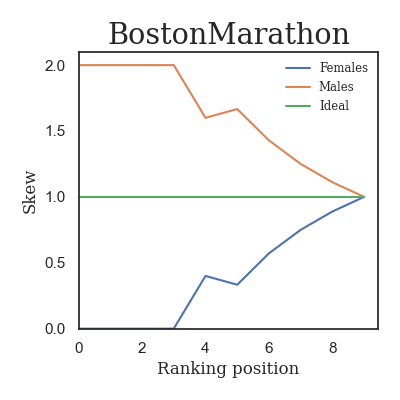 BostonMarathon
Females
Males
Ideal
2.0
1.5
1.0
0.5
0.0
Skew
0 2 4 6 8
Ranking position